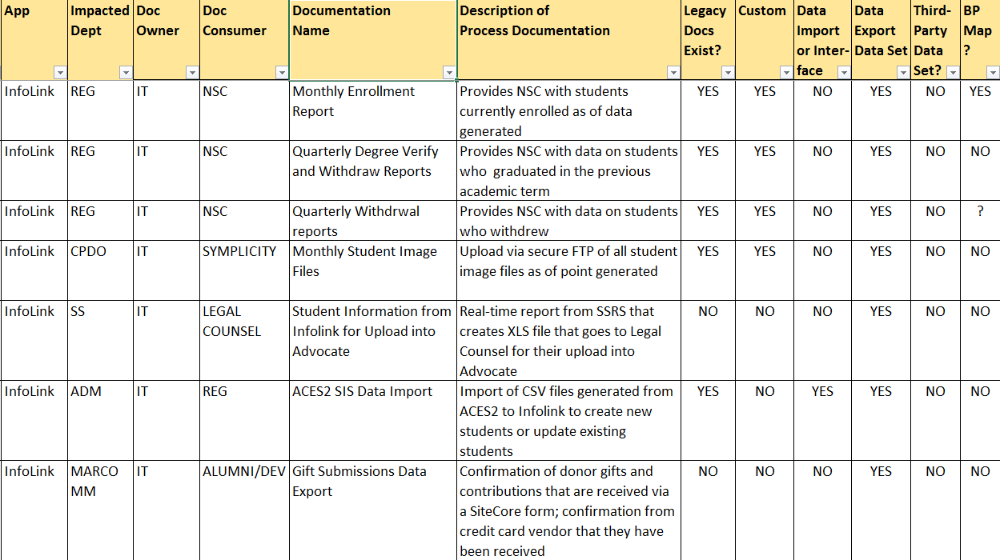 App | Impacted Dept | Doc Owner | Doc Consumer | Documentation Name | Description of Process Documentation | Legacy Docs Exist? | Custom | Data Import or Inter-face | Data Export Data Set | Third-Party Data Set? | BP Map ?
InfoLink | REG | IT | NSC | Monthly Enrollment Report | Provides NSC with students currently enrolled as of data generated | YES | YES | NO | YES | NO | YES
InfoLink | REG | IT | NSC | Quarterly Degree Verify and Withdraw Reports | Provides NSC with data on students who  graduated in the previous academic term | YES | YES | NO | YES | NO | NO
InfoLink | REG | IT | NSC | Quarterly Withdrwal reports | Provides NSC with data on students who withdrew | YES | YES | NO | YES | NO | ?
InfoLink | CPDO | IT | SYMPLICITY | Monthly Student Image Files | Upload via secure FTP of all student image files as of point generated | YES | YES | NO | YES | NO | NO
InfoLink | SS | IT | LEGAL COUNSEL | Student Information from Infolink for Upload into Advocate | Real-time report from SSRS that creates XLS file that goes to Legal Counsel for their upload into Advocate | NO | NO | NO | YES | NO | NO
InfoLink | ADM | IT | REG | ACES2 SIS Data Import | Import of CSV files generated from ACES2 to Infolink to create new students or update existing students | YES | NO | YES | YES | NO | NO
InfoLink | MARCOMM | IT | ALUMNI/DEV | Gift Submissions Data Export | Confirmation of donor gifts and contributions that are received via a SiteCore form; confirmation from credit card vendor that they have been received | NO | NO | NO | YES | NO | NO